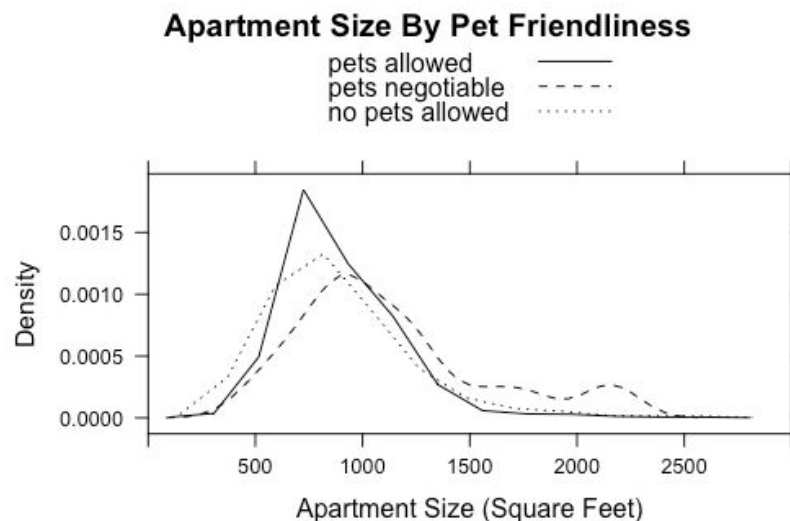 Apartment Size By Pet Friendliness
pets allowed
pets negotiable
no pets allowed
Density
0.0015
0.0010
0.0005
0.0000
500 1000 1500 2000 2500
Apartment Size (Square Feet)